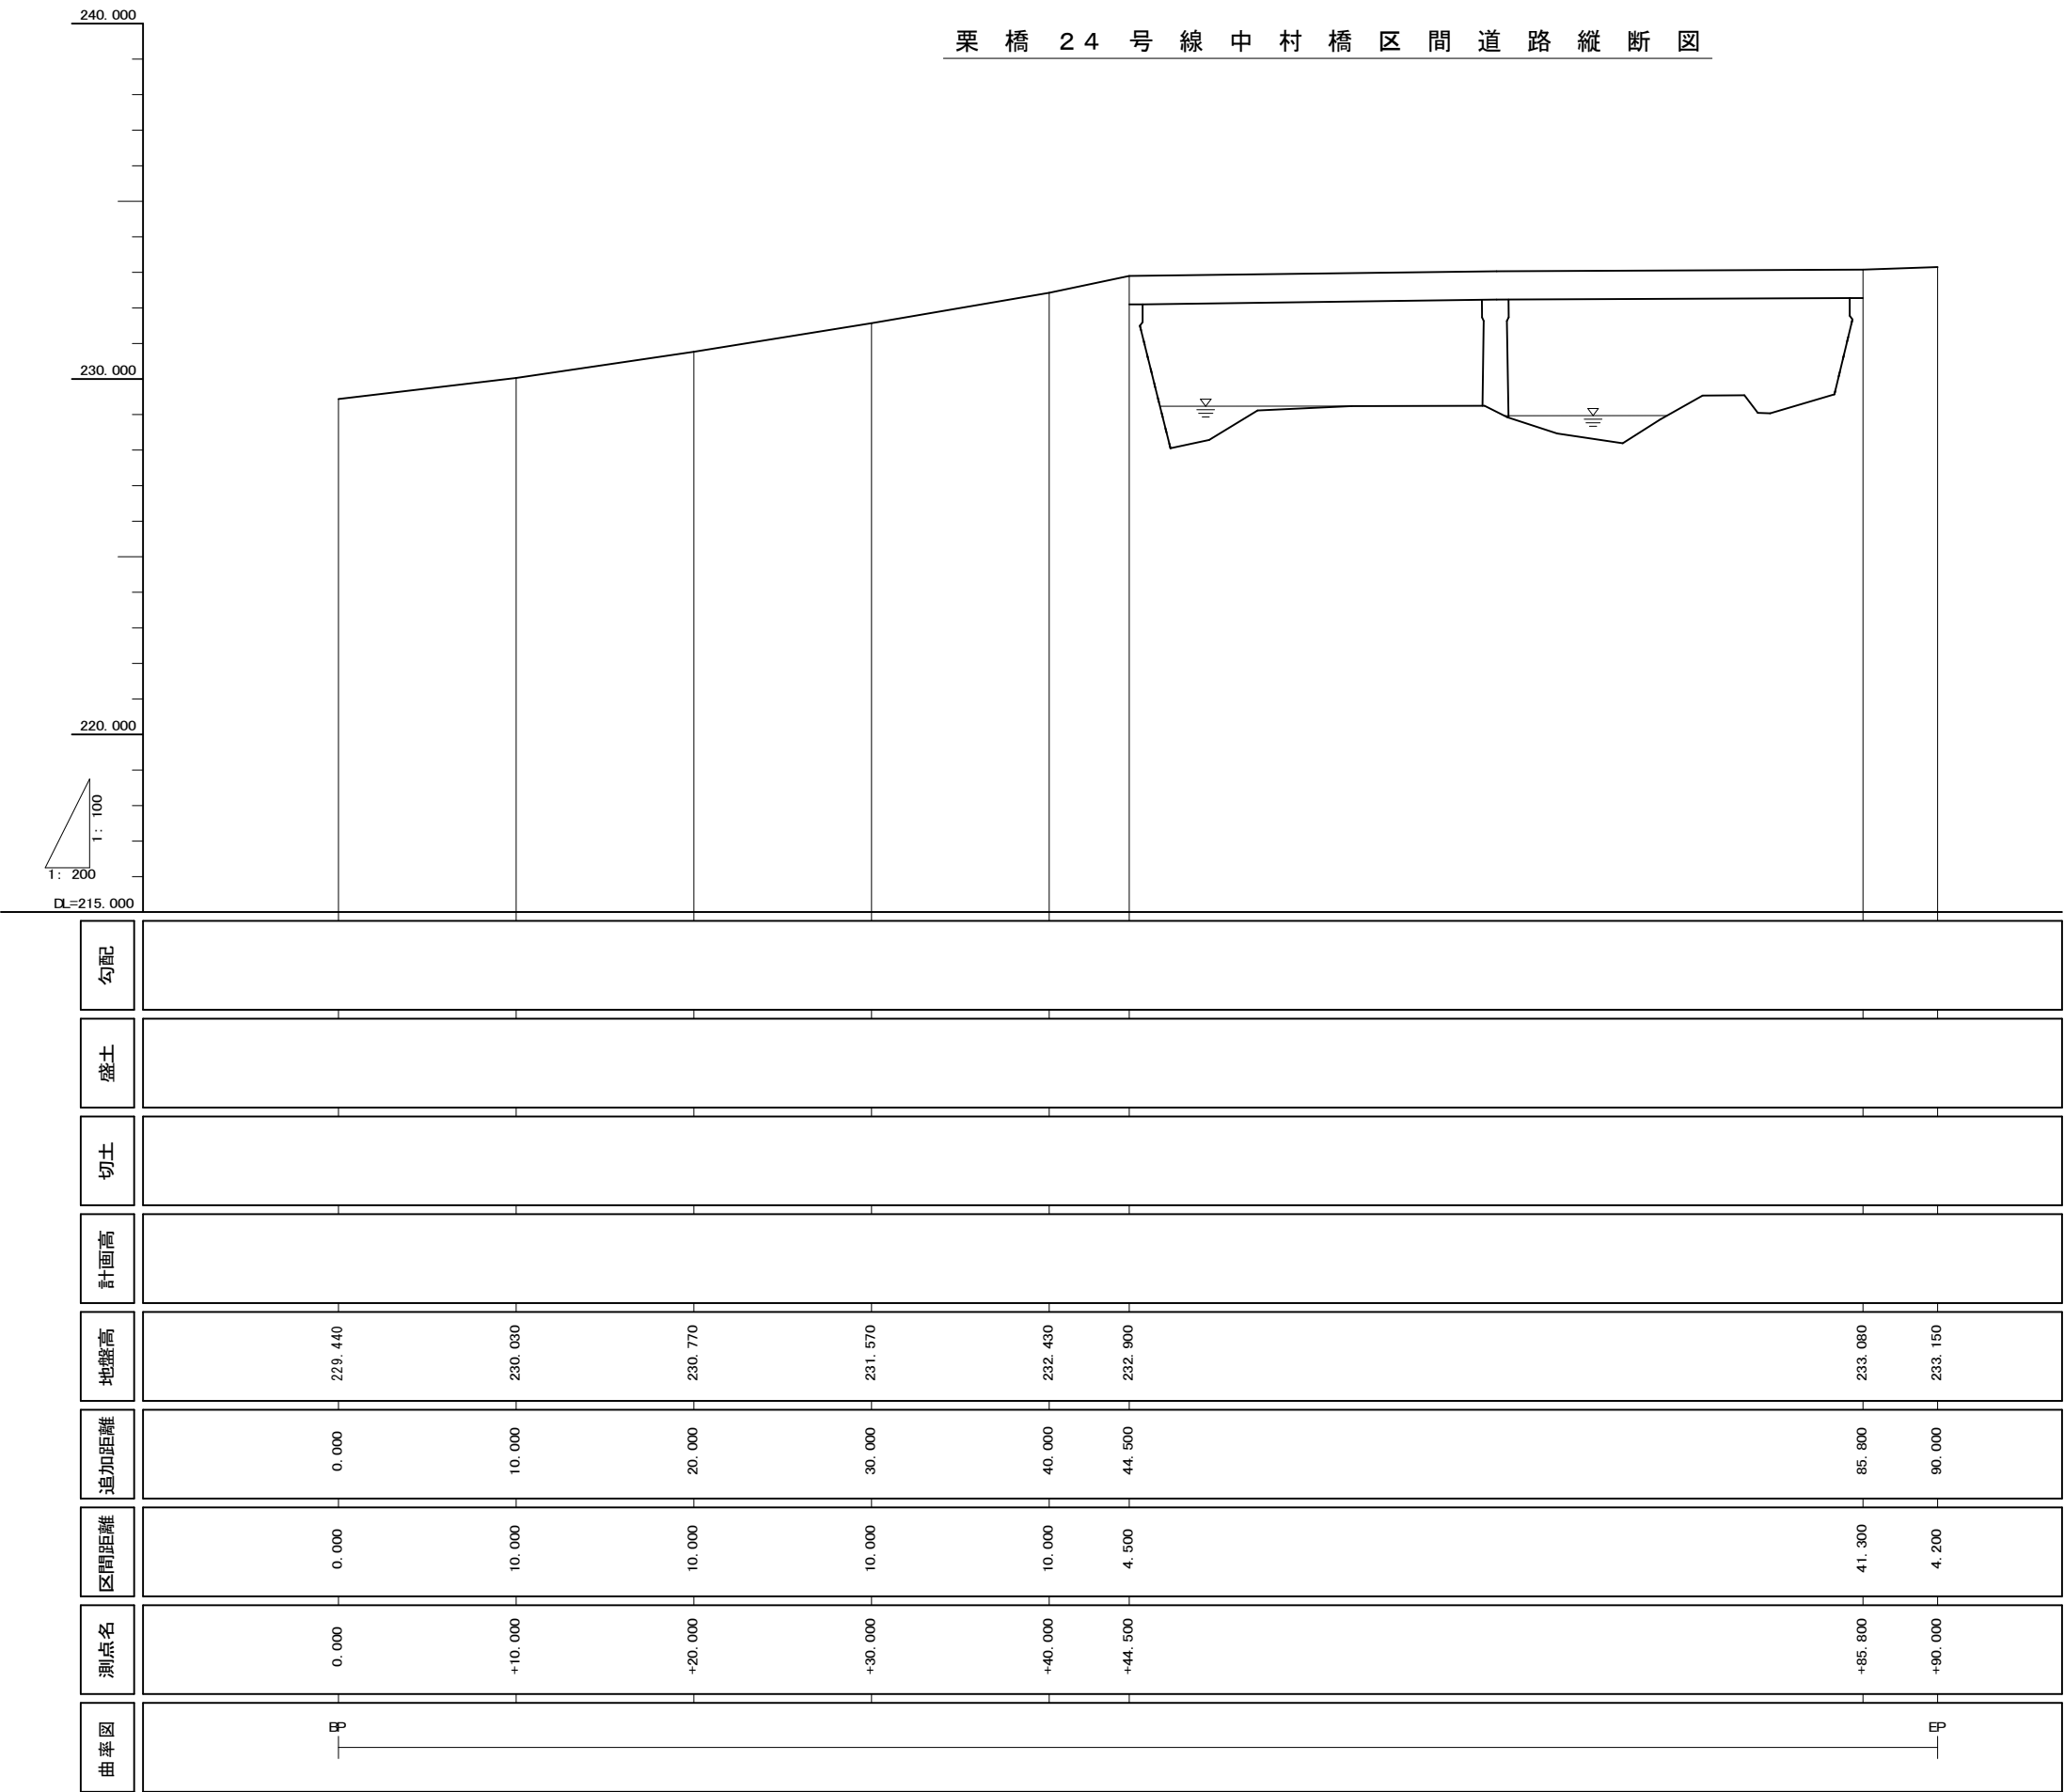 栗橋24号線中村橋区間道路縦断図
240.000
230.000
220.000
1:100
1:200
DL=215.000
勾配
盛土
切土
計画高
地盤高 229.440 230.030 230.770 231.570 232.430 232.900 233.080 233.150
追加距離 0.000 10.000 20.000 30.000 40.000 44.500 85.800 90.000
区間距離 0.000 10.000 10.000 10.000 10.000 4.500 41.300 4.200
測点名 0.000 +10.000 +20.000 +30.000 +40.000 +44.500 +85.800 +90.000
曲率図 BP EP